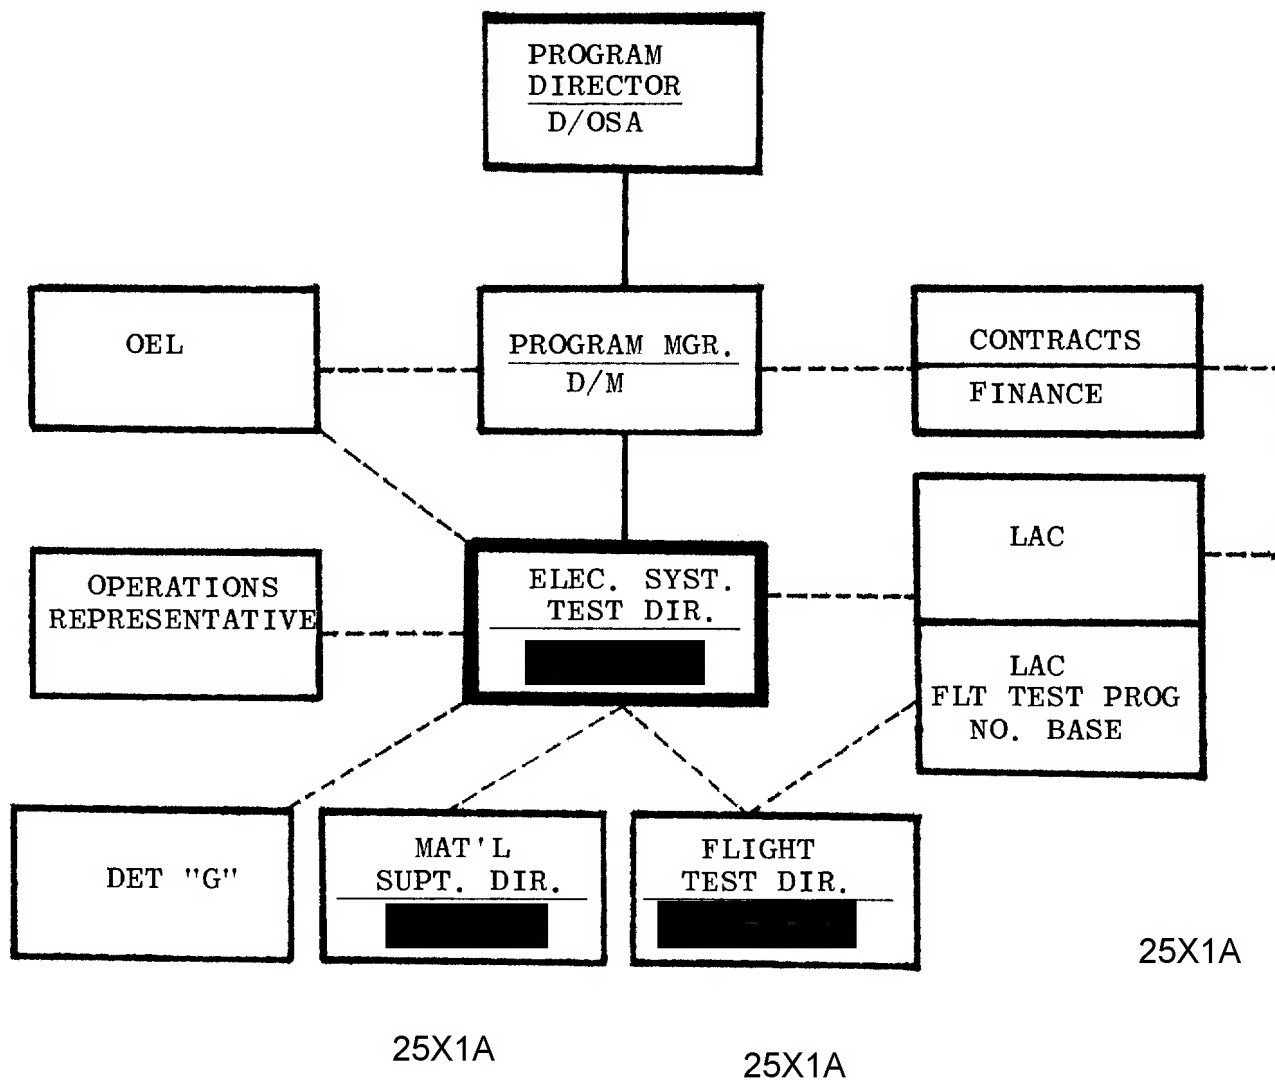 PROGRAM
DIRECTOR
D/OSA
OEL
PROGRAM MGR.
D/M
CONTRACTS
FINANCE
OPERATIONS
REPRESENTATIVE
ELEC. SYST.
TEST DIR.
LAC
LAC
FLT TEST PROG
NO. BASE
DET "G"
MAT'L
SUPT. DIR.
FLIGHT
TEST DIR.
25X1A
25X1A
25X1A